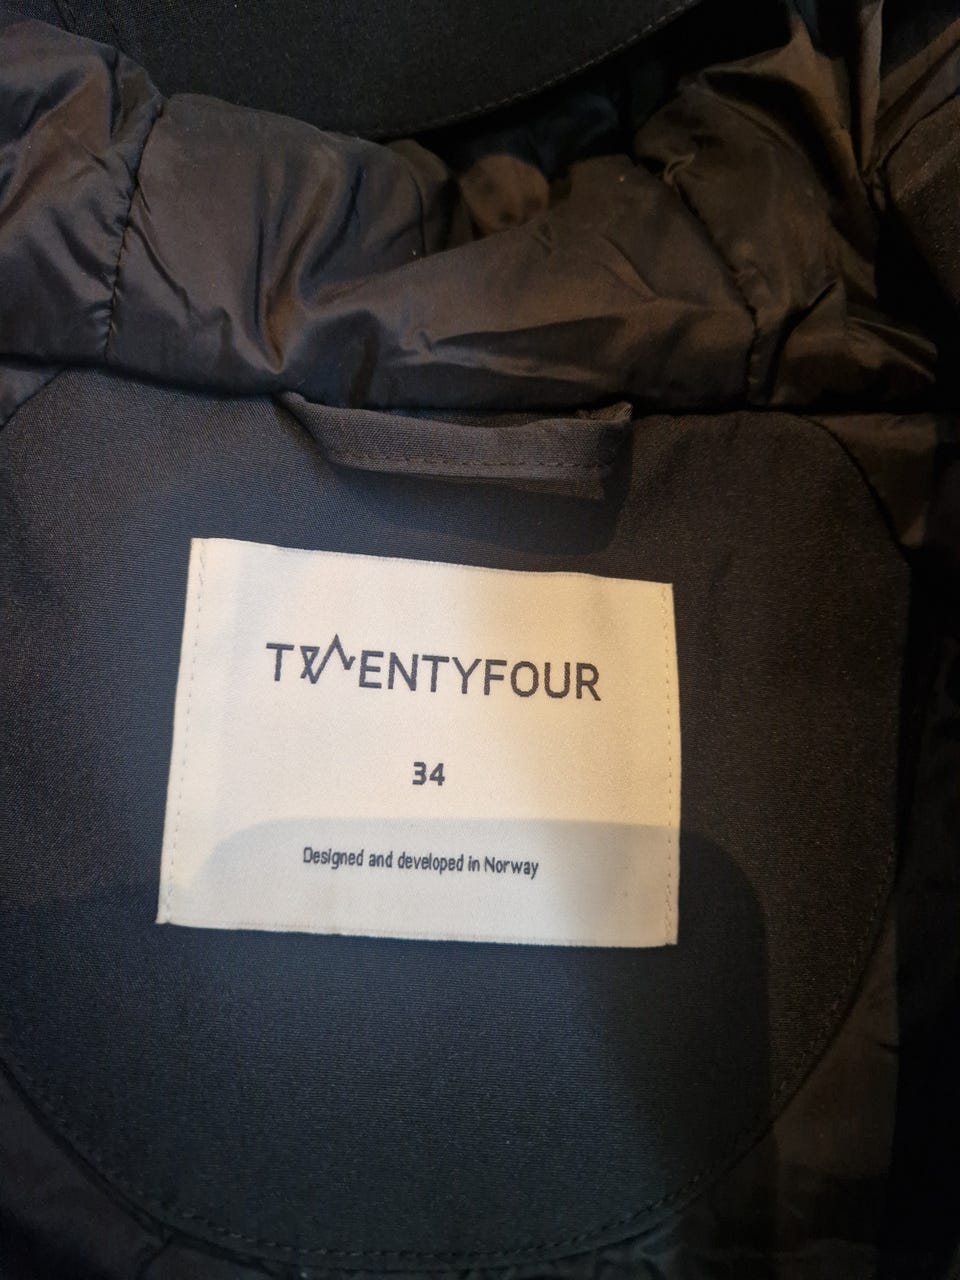 TWENTYFOUR
34
Designed and developed in Norway